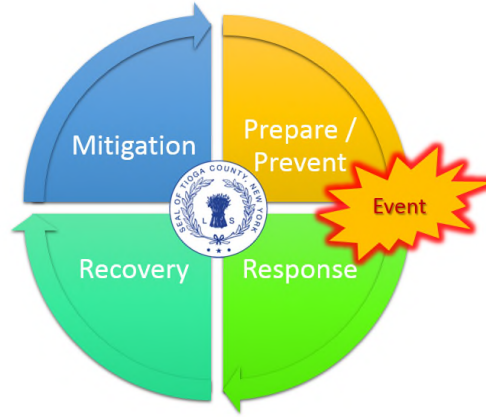 Mitigation
Prepare /
Prevent
Event
SEAL OF TIOGA COUNTY, NEW YORK
L S
Recovery
Response